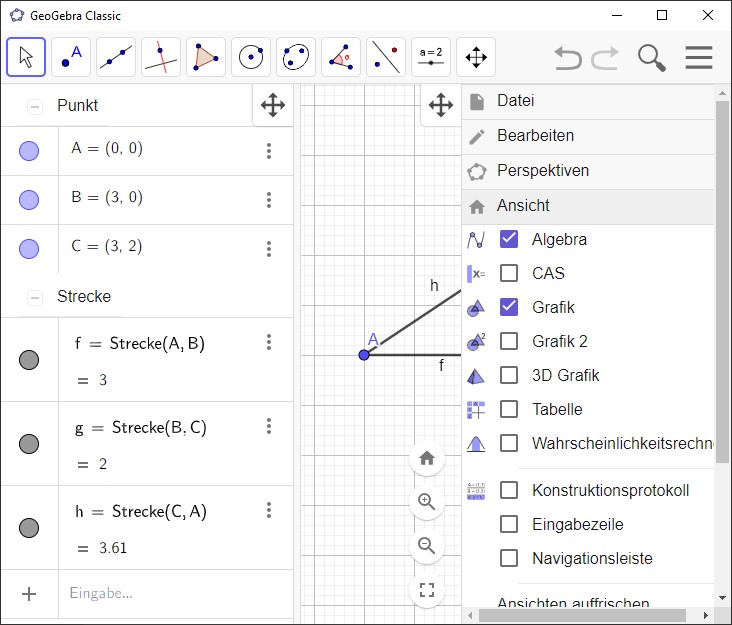 GeoGebra Classic
A
α
a=2
Punkt
A = (0, 0)
B = (3, 0)
C = (3, 2)
Strecke
f = Strecke(A, B)
= 3
g = Strecke(B, C)
= 2
h = Strecke(C, A)
= 3.61
+ Eingabe...
h
A
f
Datei
Bearbeiten
Perspektiven
Ansicht
Algebra
x= CAS
Grafik
2 Grafik 2
3D Grafik
Tabelle
Wahrscheinlichkeitsrechn
Konstruktionsprotokoll
Eingabezeile
Navigationsleiste
Ansichten auffrischen